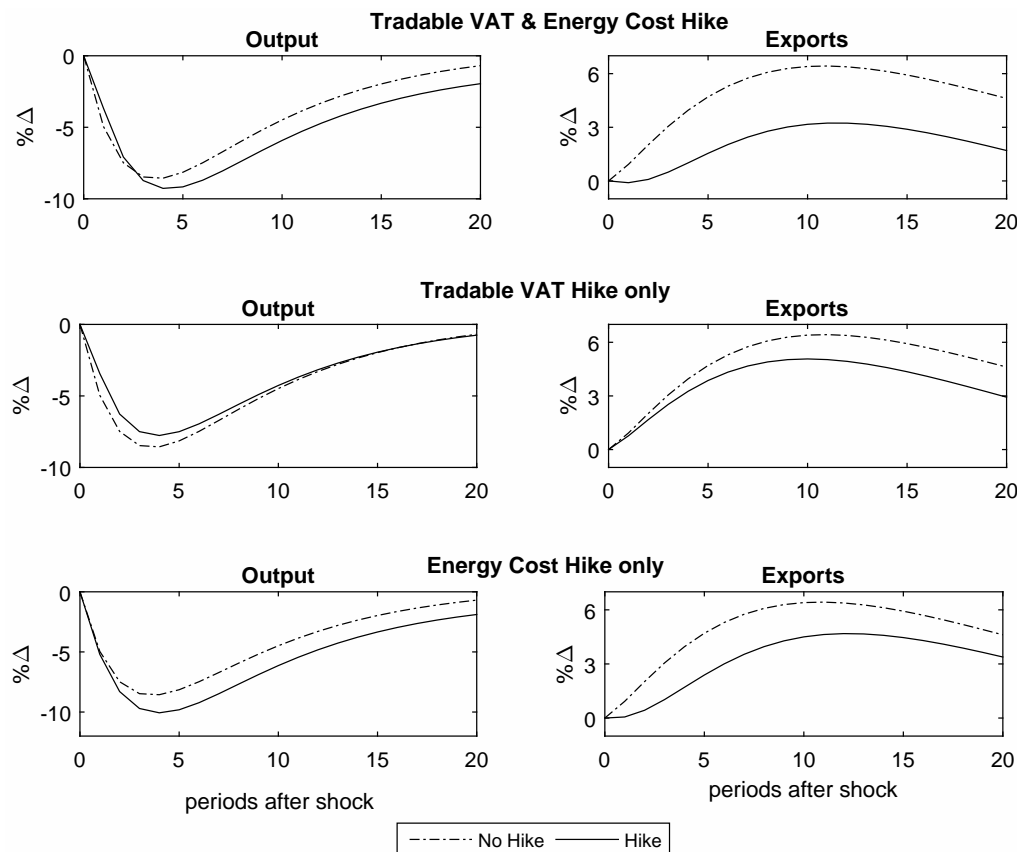 Tradable VAT & Energy Cost Hike
Output
Exports
0
-5
-10
%Δ
0 5 10 15 20
6
3
0
%Δ
0 5 10 15 20
Tradable VAT Hike only
Output
Exports
0
-5
-10
%Δ
0 5 10 15 20
6
3
0
%Δ
0 5 10 15 20
Energy Cost Hike only
Output
Exports
0
-5
-10
%Δ
0 5 10 15 20
periods after shock
6
3
0
%Δ
0 5 10 15 20
periods after shock
No Hike Hike